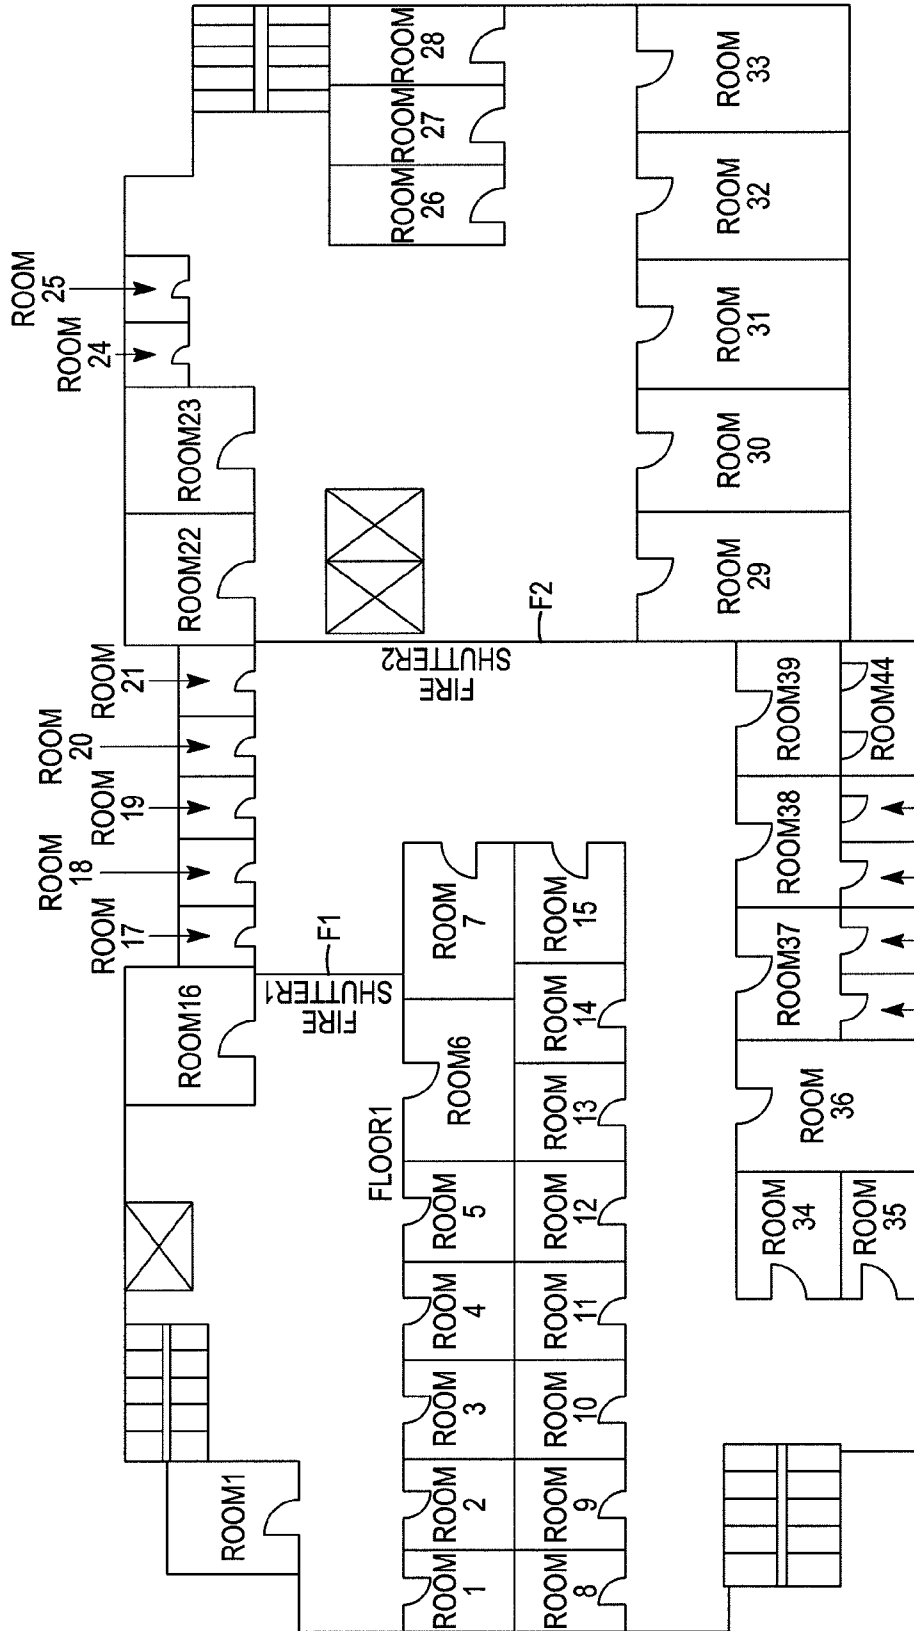 ROOM
25
ROOM
24
ROOM23
ROOM22
ROOM
21
ROOM
20
ROOM
19
ROOM
18
ROOM
17
ROOM16
ROOM1
ROOM
28
ROOM
27
ROOM
26
FIRE
SHUTTER2
F2
FIRE
SHUTTER1
F1
FLOOR1
ROOM
1
ROOM
2
ROOM
3
ROOM
4
ROOM
5
ROOM6
ROOM
7
ROOM
8
ROOM
9
ROOM
10
ROOM
11
ROOM
12
ROOM
13
ROOM
14
ROOM
15
ROOM
33
ROOM
32
ROOM
31
ROOM
30
ROOM
29
ROOM39
ROOM38
ROOM37
ROOM
36
ROOM
34
ROOM
35
ROOM44